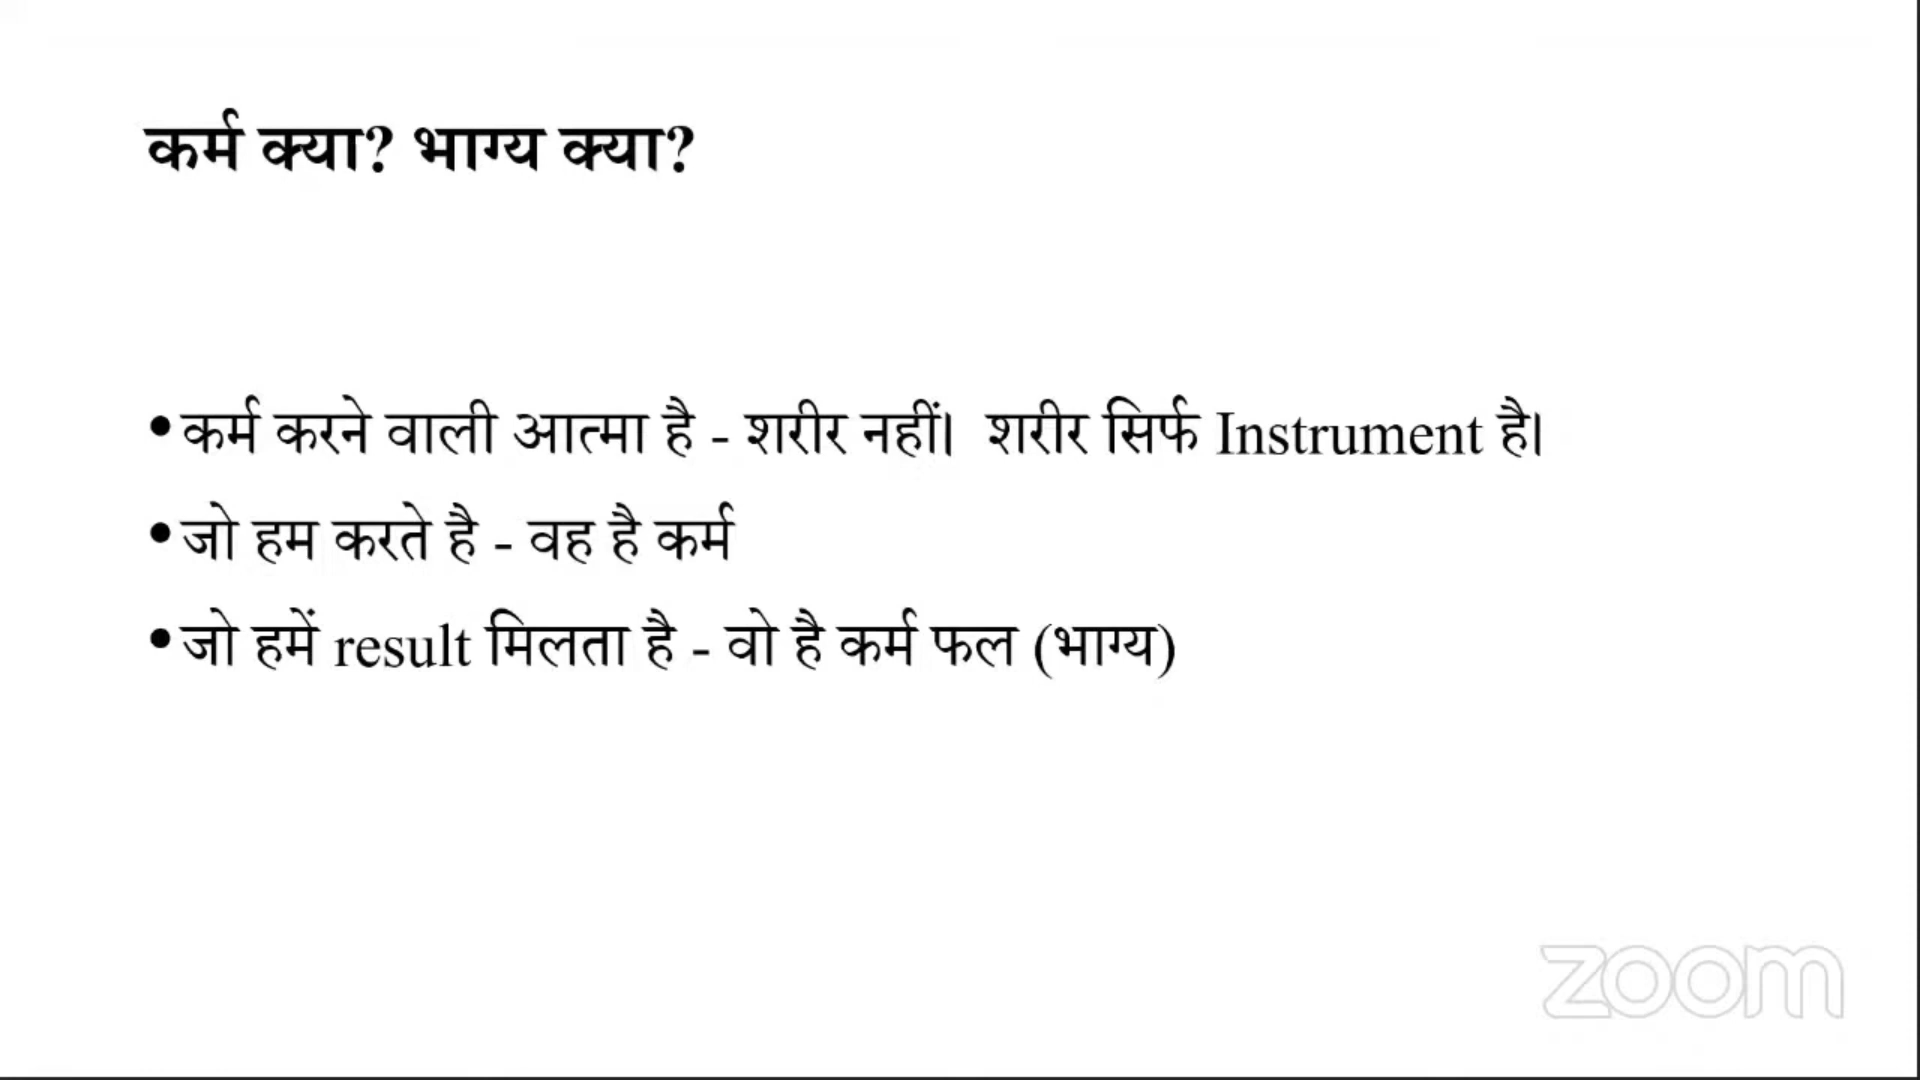 कर्म क्या? भाग्य क्या?
•कर्म करने वाली आत्मा है - शरीर नहीं।  शरीर सिर्फ Instrument है।
•जो हम करते है - वह है कर्म
•जो हमें result मिलता है - वो है कर्म फल (भाग्य)
zoom